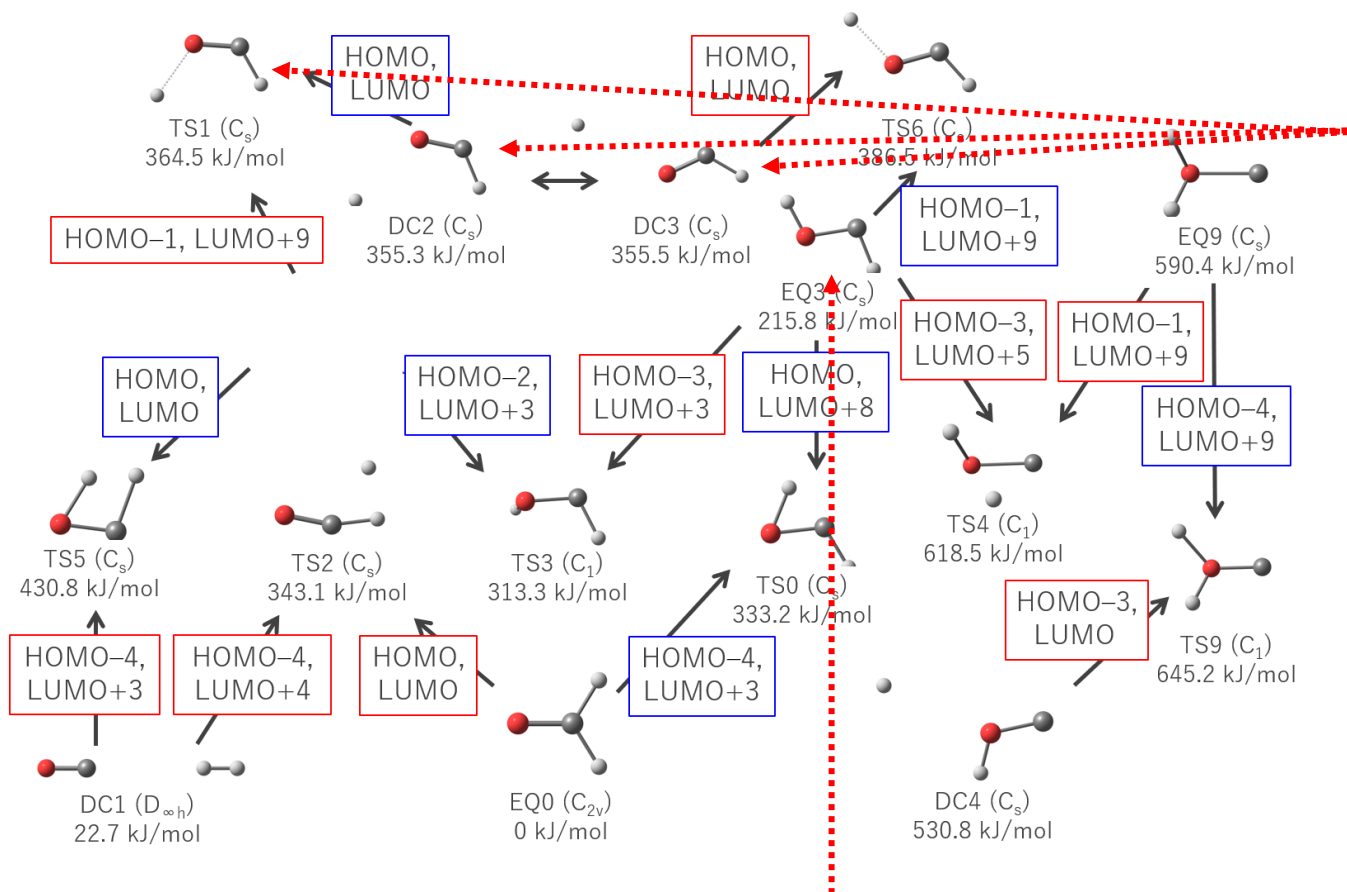 HOMO,
LUMO
HOMO,
LUMO
TS1 (Cs)
364.5 kJ/mol
TS6 (Cs)
386.5 kJ/mol
HOMO–1, LUMO+9
DC2 (Cs)
355.3 kJ/mol
DC3 (Cs)
355.5 kJ/mol
HOMO–1,
LUMO+9
EQ9 (Cs)
590.4 kJ/mol
EQ3 (Cs)
215.8 kJ/mol
HOMO–3,
LUMO+5
HOMO–1,
LUMO+9
HOMO,
LUMO
HOMO–2,
LUMO+3
HOMO–3,
LUMO+3
HOMO,
LUMO+8
HOMO–4,
LUMO+9
TS5 (Cs)
430.8 kJ/mol
TS2 (Cs)
343.1 kJ/mol
TS3 (C1)
313.3 kJ/mol
TS0 (Cs)
333.2 kJ/mol
TS4 (C1)
618.5 kJ/mol
TS9 (C1)
645.2 kJ/mol
HOMO–4,
LUMO+3
HOMO–4,
LUMO+4
HOMO,
LUMO
HOMO–4,
LUMO+3
HOMO–3,
LUMO
DC1 (D∞h)
22.7 kJ/mol
EQ0 (C2v)
0 kJ/mol
DC4 (Cs)
530.8 kJ/mol